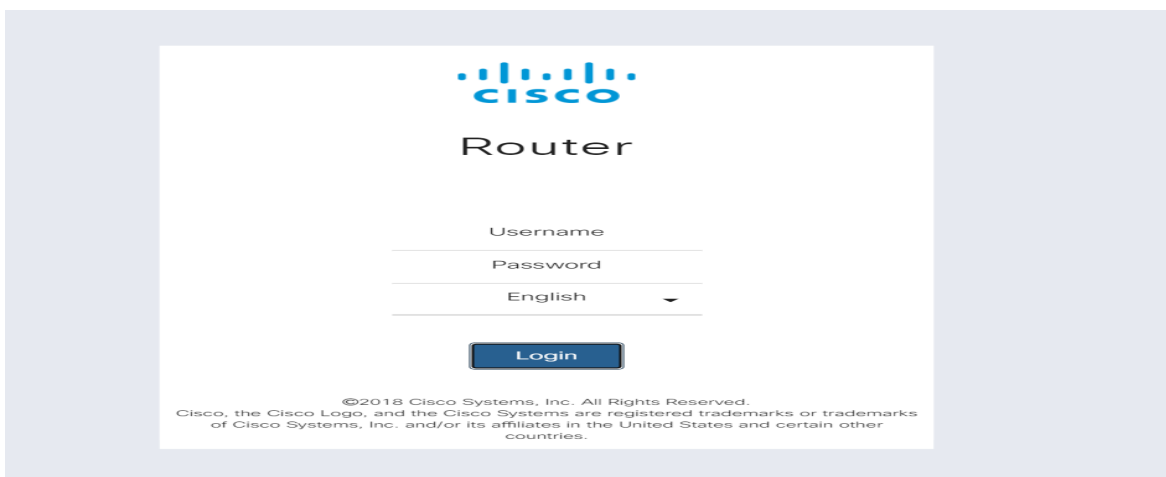 CISCO
Router
Username
Password
English
Login
©2018 Cisco Systems, Inc. All Rights Reserved.
Cisco, the Cisco Logo, and the Cisco Systems are registered trademarks or trademarks
of Cisco Systems, Inc. and/or its affiliates in the United States and certain other
countries.